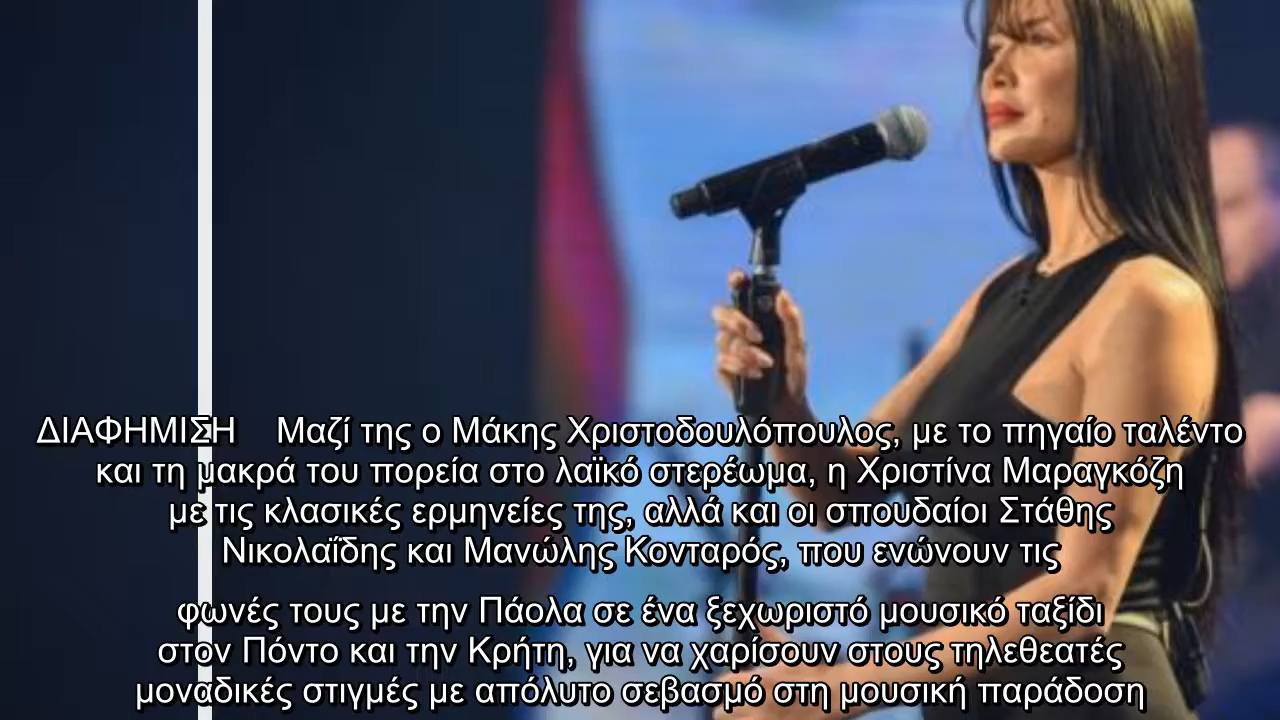 ΔΙΑΦΗΜΙΣΗ Μαζί της ο Μάκης Χριστοδουλόπουλος, με το πηγαίο ταλέντο
και τη μακρά του πορεία στο λαϊκό στερέωμα, η Χριστίνα Μαραγκόζη
με τις κλασικές ερμηνείες της, αλλά και οι σπουδαίοι Στάθης
Νικολαΐδης και Μανώλης Κονταρός, που ενώνουν τις
φωνές τους με την Πάολα σε ένα ξεχωριστό μουσικό ταξίδι
στον Πόντο και την Κρήτη, για να χαρίσουν στους τηλεθεατές
μοναδικές στιγμές με απόλυτο σεβασμό στη μουσική παράδοση